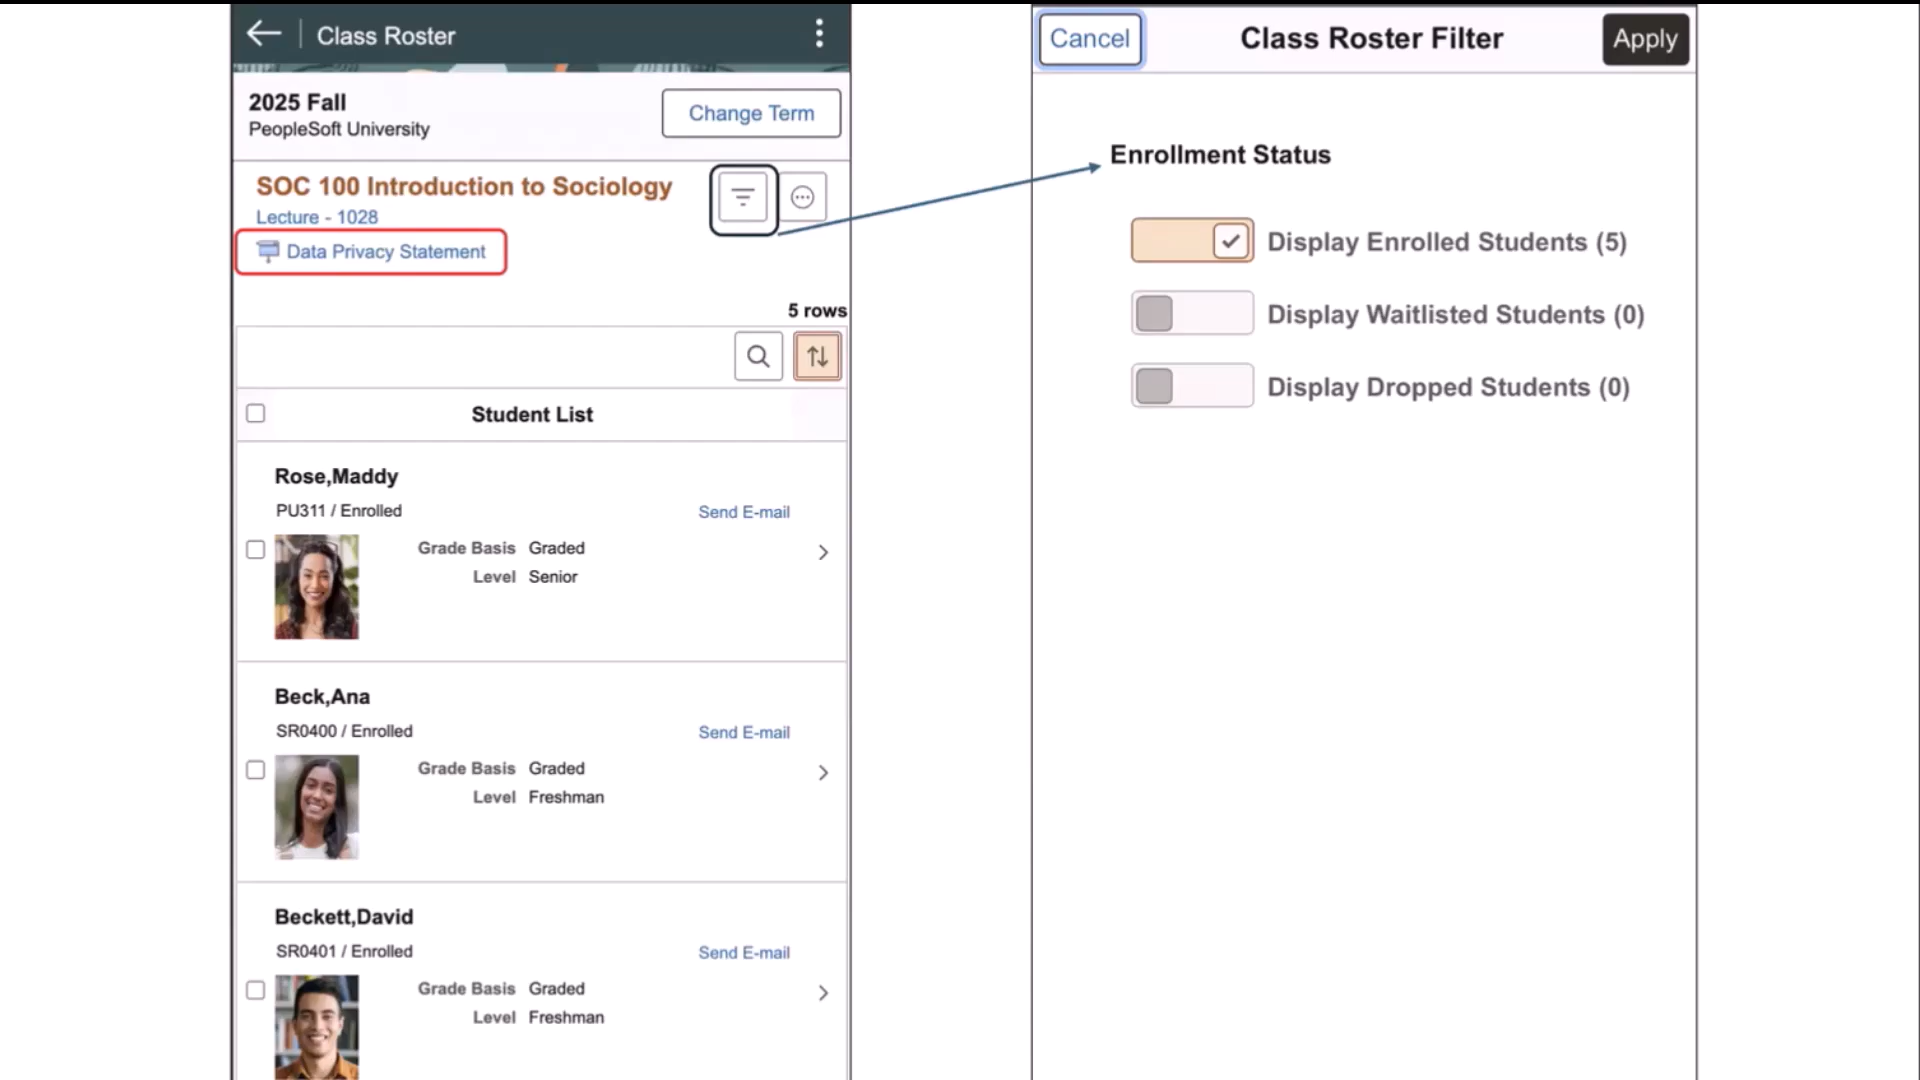 Class Roster
2025 Fall
PeopleSoft University
Change Term
SOC 100 Introduction to Sociology
Lecture - 1028
Data Privacy Statement
5 rows
Student List
Rose,Maddy
PU311 / Enrolled
Send E-mail
Grade Basis Graded
Level Senior
Beck,Ana
SR0400 / Enrolled
Send E-mail
Grade Basis Graded
Level Freshman
Beckett,David
SR0401 / Enrolled
Send E-mail
Grade Basis Graded
Level Freshman
Cancel
Class Roster Filter
Apply
Enrollment Status
Display Enrolled Students (5)
Display Waitlisted Students (0)
Display Dropped Students (0)